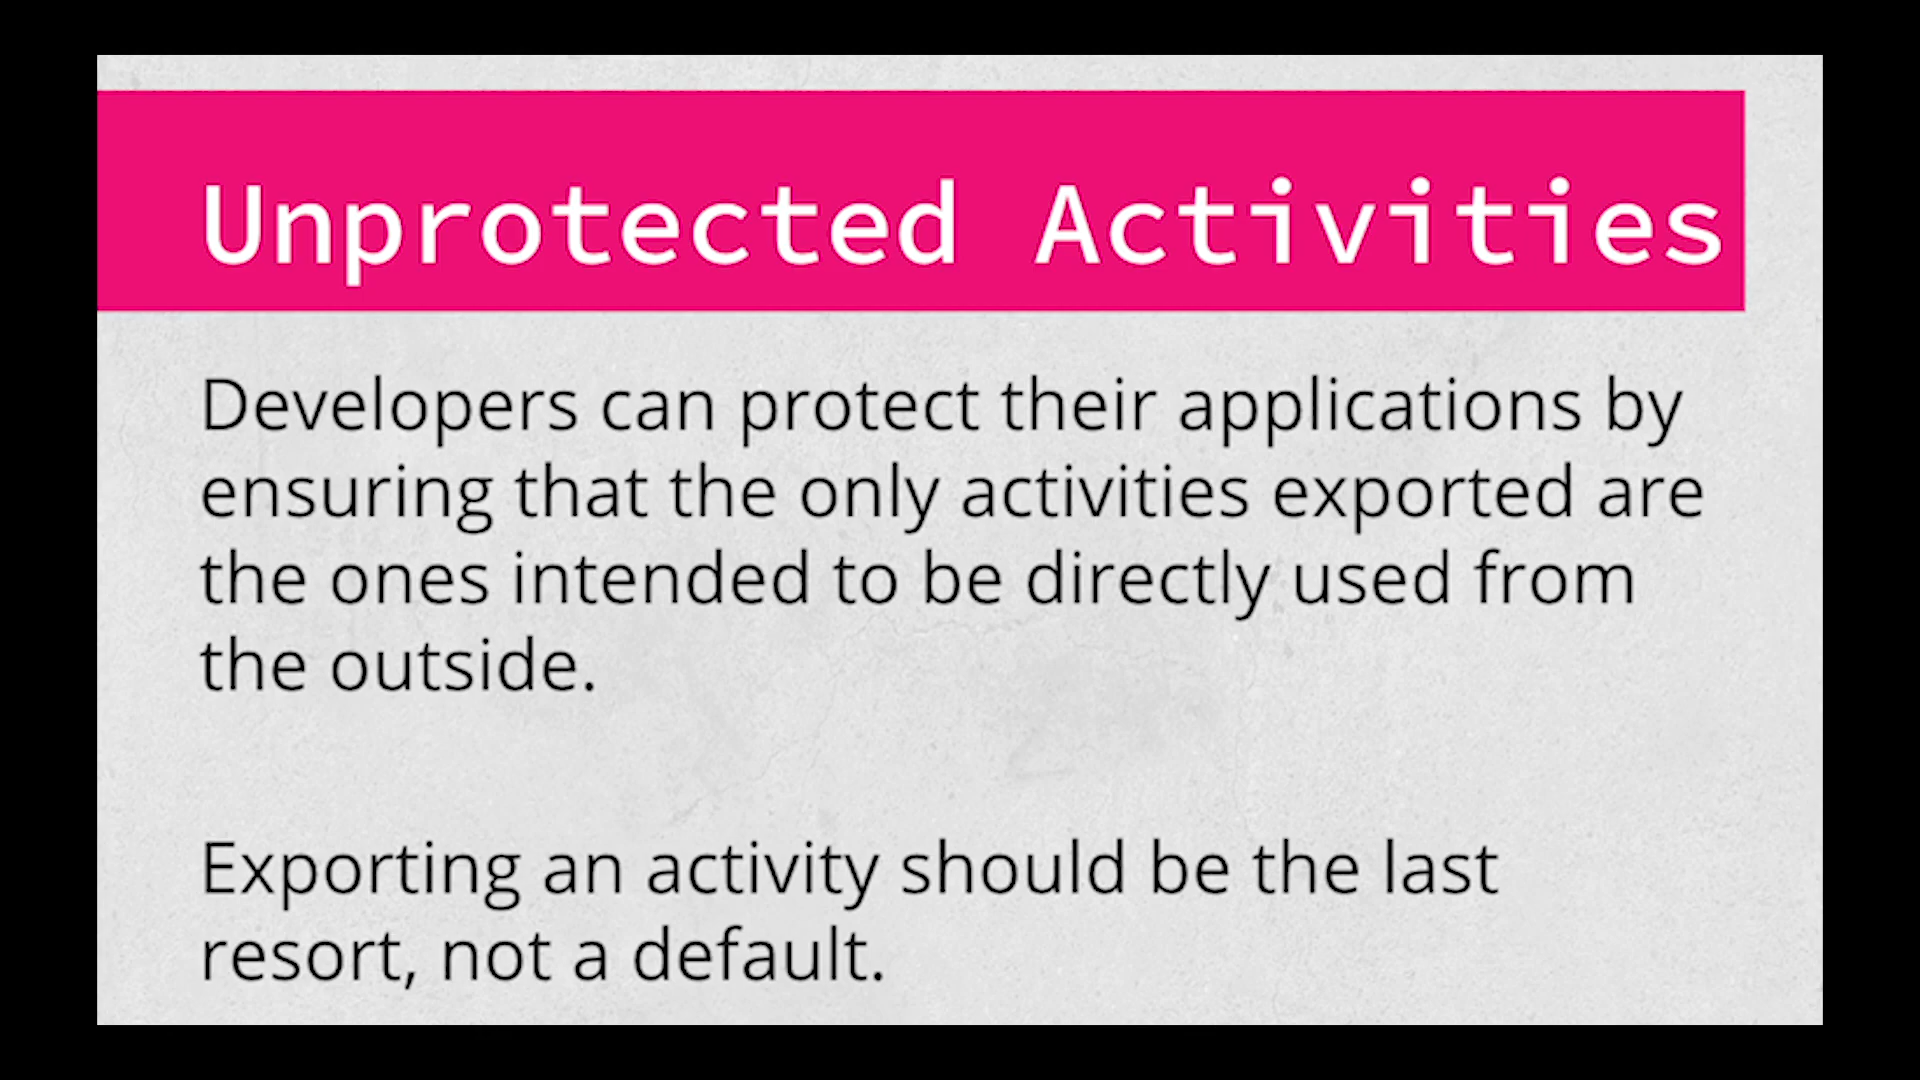 Unprotected Activities
Developers can protect their applications by
ensuring that the only activities exported are
the ones intended to be directly used from
the outside.
Exporting an activity should be the last
resort, not a default.